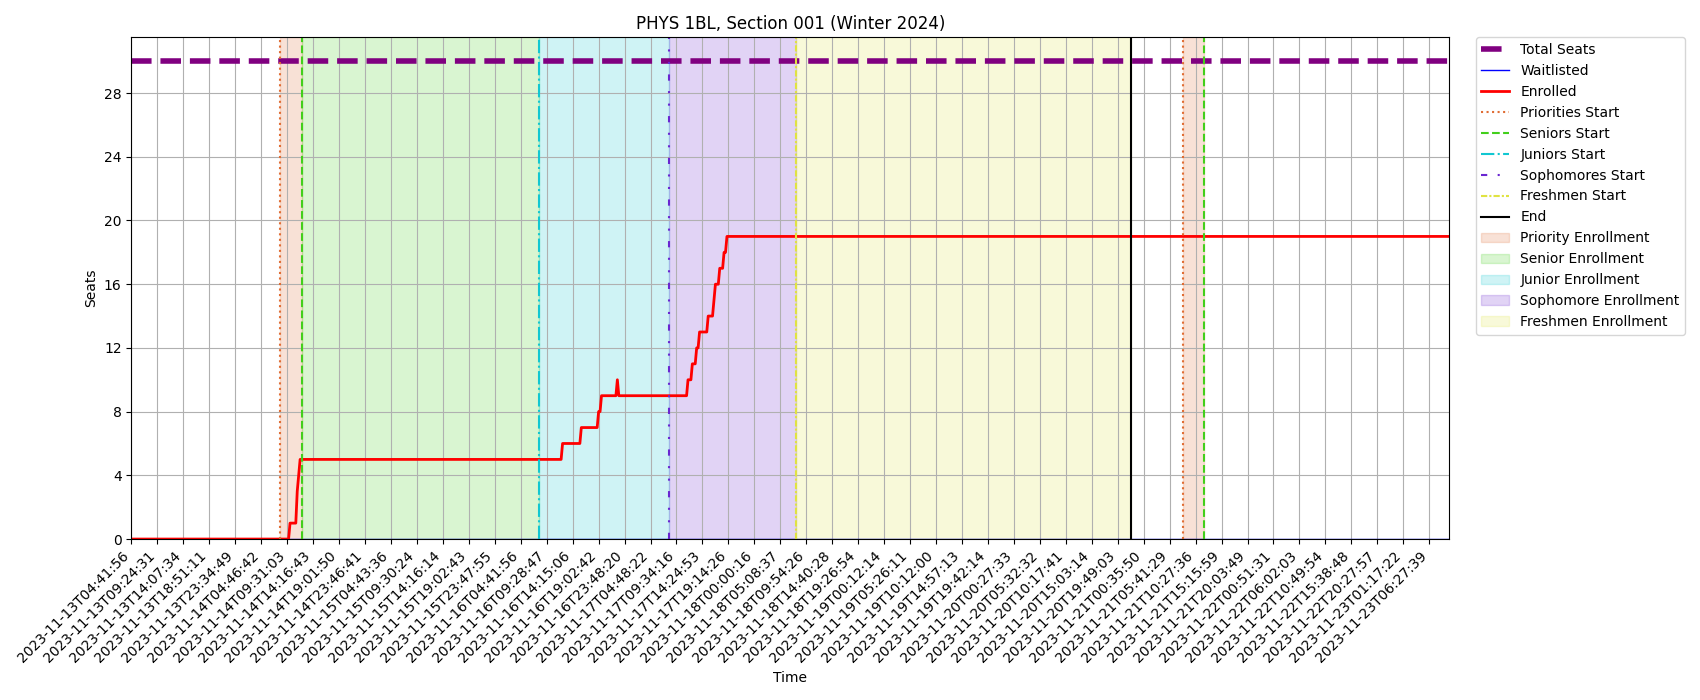 PHYS 1BL, Section 001 (Winter 2024)
Seats
28
24
20
16
12
8
4
0
2023-11-13T04:41:56
2023-11-13T09:24:31
2023-11-13T14:07:34
2023-11-13T18:51:11
2023-11-13T23:34:49
2023-11-14T04:46:42
2023-11-14T09:31:03
2023-11-14T14:16:43
2023-11-14T19:01:50
2023-11-14T23:46:41
2023-11-15T04:43:36
2023-11-15T09:30:24
2023-11-15T14:16:14
2023-11-15T19:02:43
2023-11-15T23:47:55
2023-11-16T04:41:56
2023-11-16T09:28:47
2023-11-16T14:15:06
2023-11-16T19:02:42
2023-11-16T23:48:20
2023-11-17T04:48:22
2023-11-17T09:34:16
2023-11-17T14:24:53
2023-11-17T19:14:26
2023-11-18T00:00:16
2023-11-18T05:08:37
2023-11-18T09:54:26
2023-11-18T14:40:28
2023-11-18T19:26:54
2023-11-19T00:12:14
2023-11-19T05:26:11
2023-11-19T10:12:00
2023-11-19T14:57:13
2023-11-19T19:42:14
2023-11-20T00:27:33
2023-11-20T05:32:32
2023-11-20T10:17:41
2023-11-20T15:03:14
2023-11-20T19:49:03
2023-11-21T00:35:50
2023-11-21T05:41:29
2023-11-21T10:27:36
2023-11-21T15:15:59
2023-11-21T20:03:49
2023-11-22T00:51:31
2023-11-22T06:02:03
2023-11-22T10:49:54
2023-11-22T15:38:48
2023-11-22T20:27:57
2023-11-23T01:17:22
2023-11-23T06:27:39
Time
Total Seats
Waitlisted
Enrolled
Priorities Start
Seniors Start
Juniors Start
Sophomores Start
Freshmen Start
End
Priority Enrollment
Senior Enrollment
Junior Enrollment
Sophomore Enrollment
Freshmen Enrollment